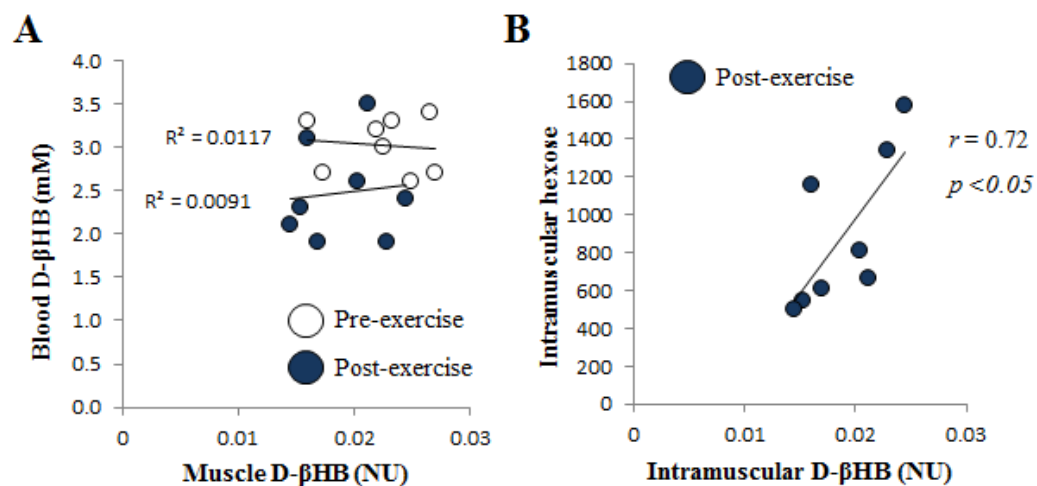 A
Blood D-βHB (mM)
4.0
3.5
3.0
2.5
2.0
1.5
1.0
0.5
0.0
R² = 0.0117
R² = 0.0091
Pre-exercise
Post-exercise
0
0.01
0.02
0.03
Muscle D-βHB (NU)
B
Intramuscular hexose
1800
1600
1400
1200
1000
800
600
400
200
0
Post-exercise
r = 0.72
p <0.05
0
0.01
0.02
0.03
Intramuscular D-βHB (NU)